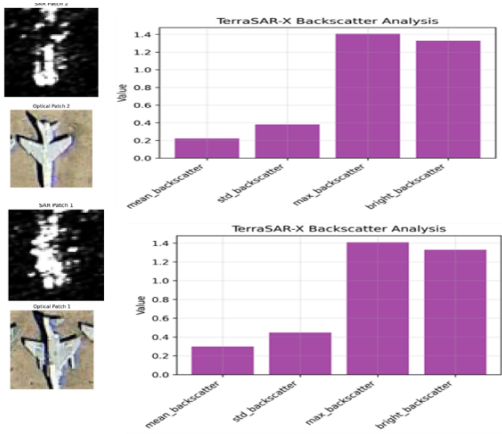 SAR Patch 2
TerraSAR-X Backscatter Analysis
Value
1.4
1.2
1.0
0.8
0.6
0.4
0.2
0.0
mean_backscatter
std_backscatter
max_backscatter
bright_backscatter
Optical Patch 2
SAR Patch 1
TerraSAR-X Backscatter Analysis
Value
1.4
1.2
1.0
0.8
0.6
0.4
0.2
0.0
mean_backscatter
std_backscatter
max_backscatter
bright_backscatter
Optical Patch 1